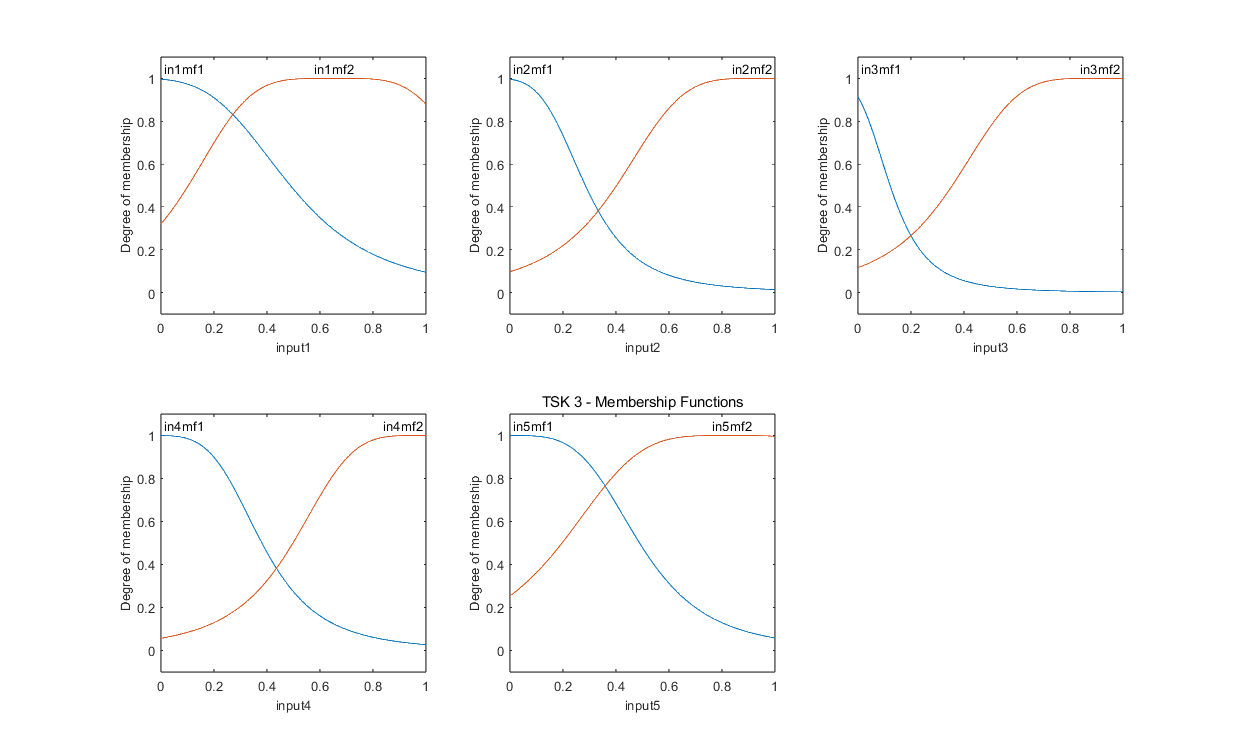 in1mf1 in1mf2
1
0.8
0.6
0.4
0.2
0
Degree of membership
0 0.2 0.4 0.6 0.8 1
input1
in2mf1 in2mf2
1
0.8
0.6
0.4
0.2
0
Degree of membership
0 0.2 0.4 0.6 0.8 1
input2
in3mf1 in3mf2
1
0.8
0.6
0.4
0.2
0
Degree of membership
0 0.2 0.4 0.6 0.8 1
input3
in4mf1 in4mf2
1
0.8
0.6
0.4
0.2
0
Degree of membership
0 0.2 0.4 0.6 0.8 1
input4
TSK 3 - Membership Functions
in5mf1 in5mf2
1
0.8
0.6
0.4
0.2
0
Degree of membership
0 0.2 0.4 0.6 0.8 1
input5